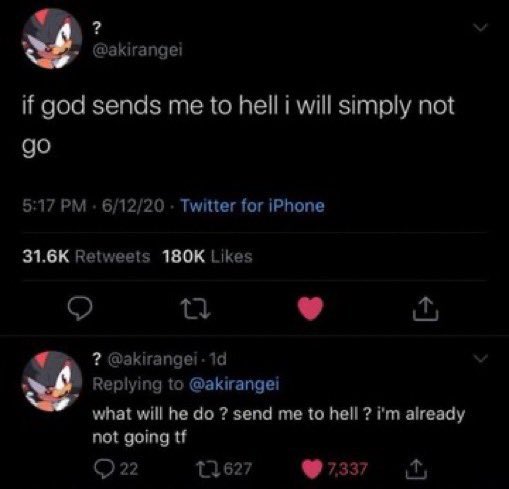 ?
@akirangei
if god sends me to hell i will simply not
go
5:17 PM · 6/12/20 · Twitter for iPhone
31.6K Retweets 180K Likes
? @akirangei · 1d
Replying to @akirangei
what will he do ? send me to hell ? i'm already
not going tf
22 627 7,337